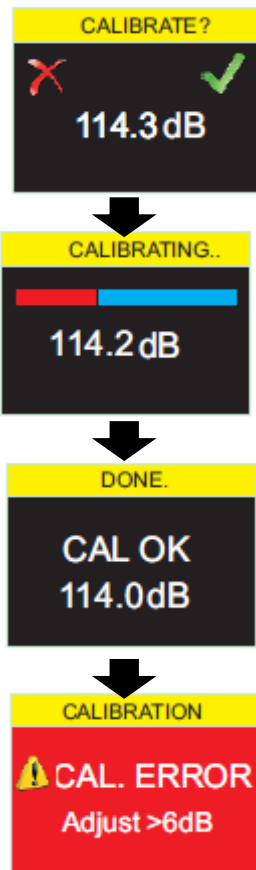 CALIBRATE?
114.3dB
CALIBRATING..
114.2dB
DONE.
CAL OK
114.0dB
CALIBRATION
CAL. ERROR
Adjust >6dB